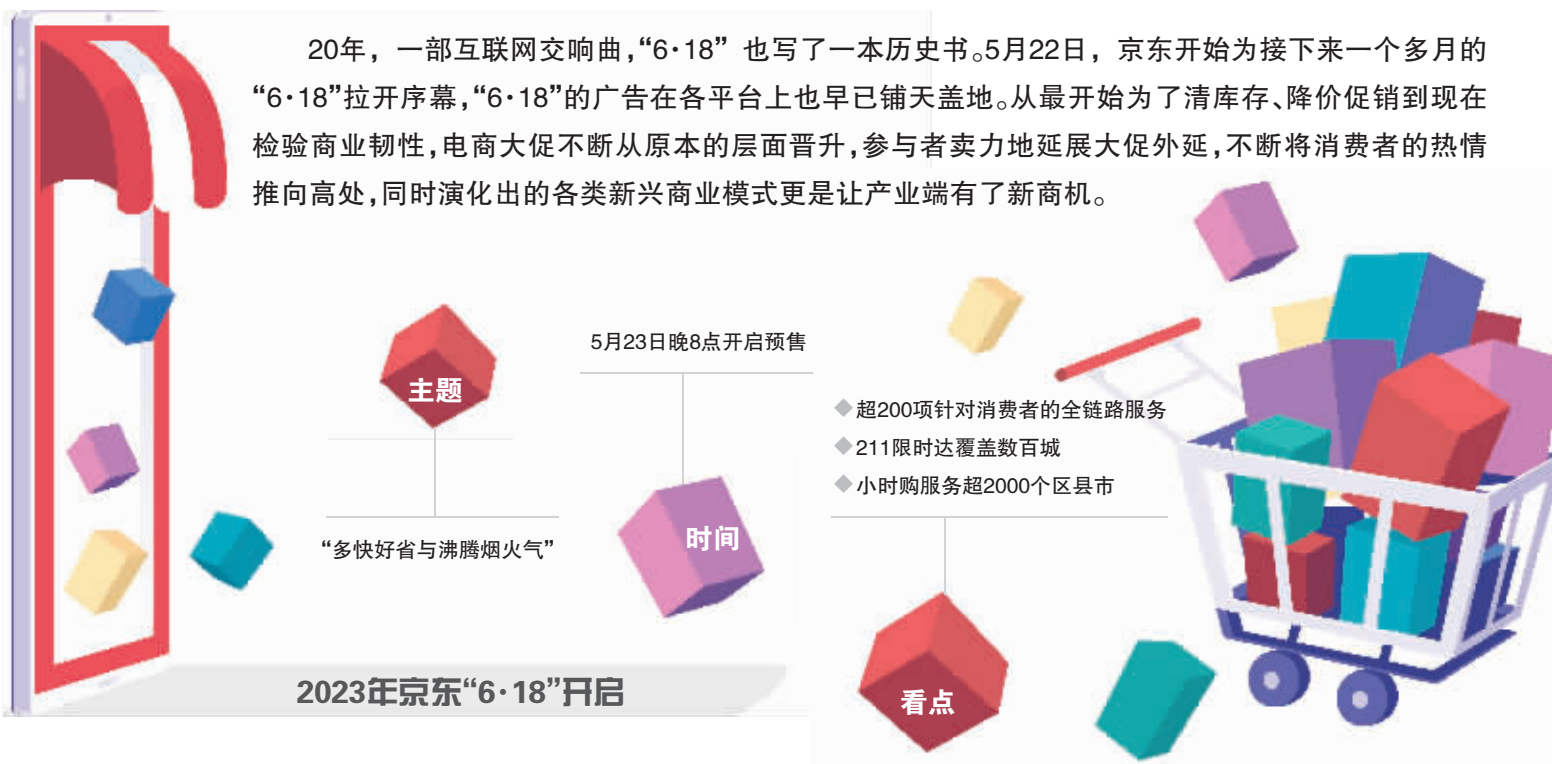 20年，一部互联网交响曲，“6·18” 也写了一本历史书。5月22日，京东开始为接下来一个多月的
“6·18”拉开序幕，“6·18”的广告在各平台上也早已铺天盖地。从最开始为了清库存、降价促销到现在
检验商业韧性，电商大促不断从原本的层面晋升，参与者卖力地延展大促外延，不断将消费者的热情
推向高处，同时演化出的各类新兴商业模式更是让产业端有了新商机。
主题
“多快好省与沸腾烟火气”
5月23日晚8点开启预售
时间
◆超200项针对消费者的全链路服务
◆211限时达覆盖数百城
◆小时购服务超2000个区县市
看点
2023年京东“6·18”开启